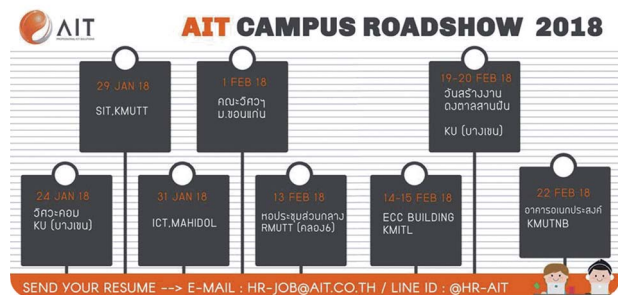 AIT
AIT CAMPUS ROADSHOW 2018
29 JAN 18
SIT,KMUTT
1 FEB 18
คณะวิศวฯ
ม.ขอนแก่น
19-20 FEB 18
วันสร้างงาน
ตงตาลสานฝัน
KU (บางเขน)
24 JAN 18
วิศวะคอม
KU (บางเขน)
31 JAN 18
ICT,MAHIDOL
13 FEB 18
หอประชุมส่วนกลาง
RMUTT (คลอง6)
14-15 FEB 18
ECC BUILDING
KMITL
22 FEB 18
อาคารอเนกประสงค์
KMUTNB
SEND YOUR RESUME --> E-MAIL : HR-JOB@AIT.CO.TH / LINE ID : @HR-AIT